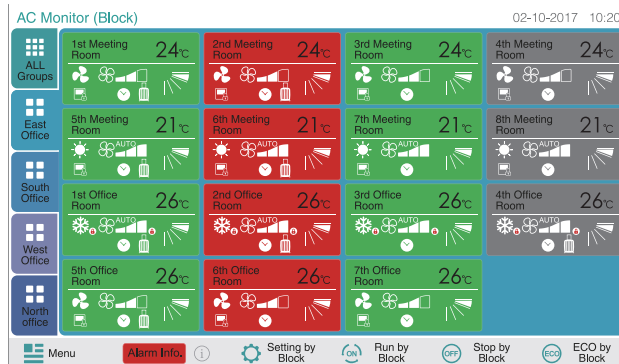 AC Monitor (Block)
02-10-2017 10:20
ALL
Groups
East
Office
South
Office
West
Office
North
office
1st Meeting
Room
24°C
2nd Meeting
Room
24°C
3rd Meeting
Room
24°C
4th Meeting
Room
24°C
5th Meeting
Room
21°C
AUTO
6th Meeting
Room
21°C
AUTO
7th Meeting
Room
21°C
AUTO
8th Meeting
Room
21°C
AUTO
1st Office
Room
26°C
AUTO
2nd Office
Room
26°C
AUTO
3rd Office
Room
26°C
AUTO
4th Office
Room
26°C
AUTO
5th Office
Room
26°C
6th Office
Room
26°C
7th Office
Room
26°C
Menu
Alarm Info.
i
Setting by
Block
ON
Run by
Block
OFF
Stop by
Block
ECO
ECO by
Block